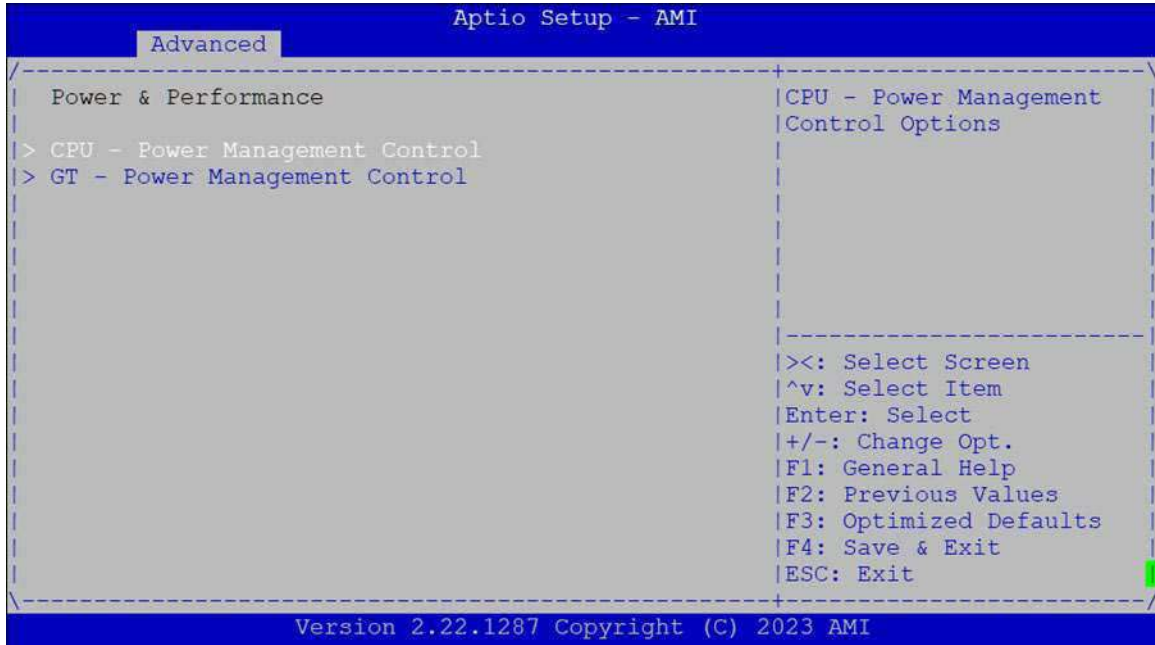 Aptio Setup - AMI
Advanced
Power & Performance
> CPU - Power Management Control
> GT - Power Management Control
CPU - Power Management
Control Options
><: Select Screen
^v: Select Item
Enter: Select
+/-: Change Opt.
F1: General Help
F2: Previous Values
F3: Optimized Defaults
F4: Save & Exit
ESC: Exit
Version 2.22.1287 Copyright (C) 2023 AMI